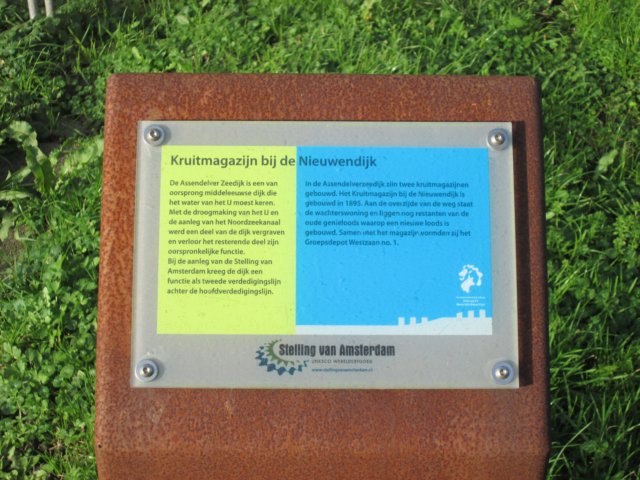 Kruitmagazijn bij de Nieuwendijk
De Assendelver Zeedijk is een van
oorsprong middeleeuwse dijk die
het water van het IJ moest keren.
Met de droogmaking van het IJ en
de aanleg van het Noordzeekanaal
werd een deel van de dijk vergraven
en verloor het resterende deel zijn
oorspronkelijke functie.
Bij de aanleg van de Stelling van
Amsterdam kreeg de dijk een
functie als tweede verdedigingslijn
achter de hoofdverdedigingslijn.
In de Assendelverzeedijk zijn twee kruitmagazijnen
gebouwd. Het Kruitmagazijn bij de Nieuwendijk is
gebouwd in 1895. Aan de overzijde van de weg staat
de wachterswoning en liggen nog restanten van de
oude genieloods waarop een nieuwe loods is
gebouwd. Samen met het magazijn vormden zij het
Groepsdepot Westzaan no. 1.
Stelling van Amsterdam
UNESCO WERELDERFGOED
www.stellingvanamsterdam.nl